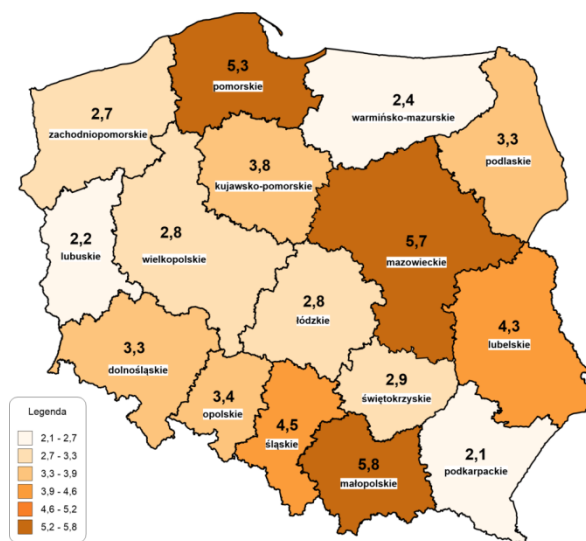 5,3
pomorskie
2,4
warmińsko-mazurskie
2,7
zachodniopomorskie
3,3
podlaskie
3,8
kujawsko-pomorskie
2,2
lubuskie
2,8
wielkopolskie
5,7
mazowieckie
2,8
łódzkie
4,3
lubelskie
3,3
dolnośląskie
3,4
opolskie
2,9
świętokrzyskie
4,5
śląskie
5,8
małopolskie
2,1
podkarpackie
Legenda
2,1 - 2,7
2,7 - 3,3
3,3 - 3,9
3,9 - 4,6
4,6 - 5,2
5,2 - 5,8